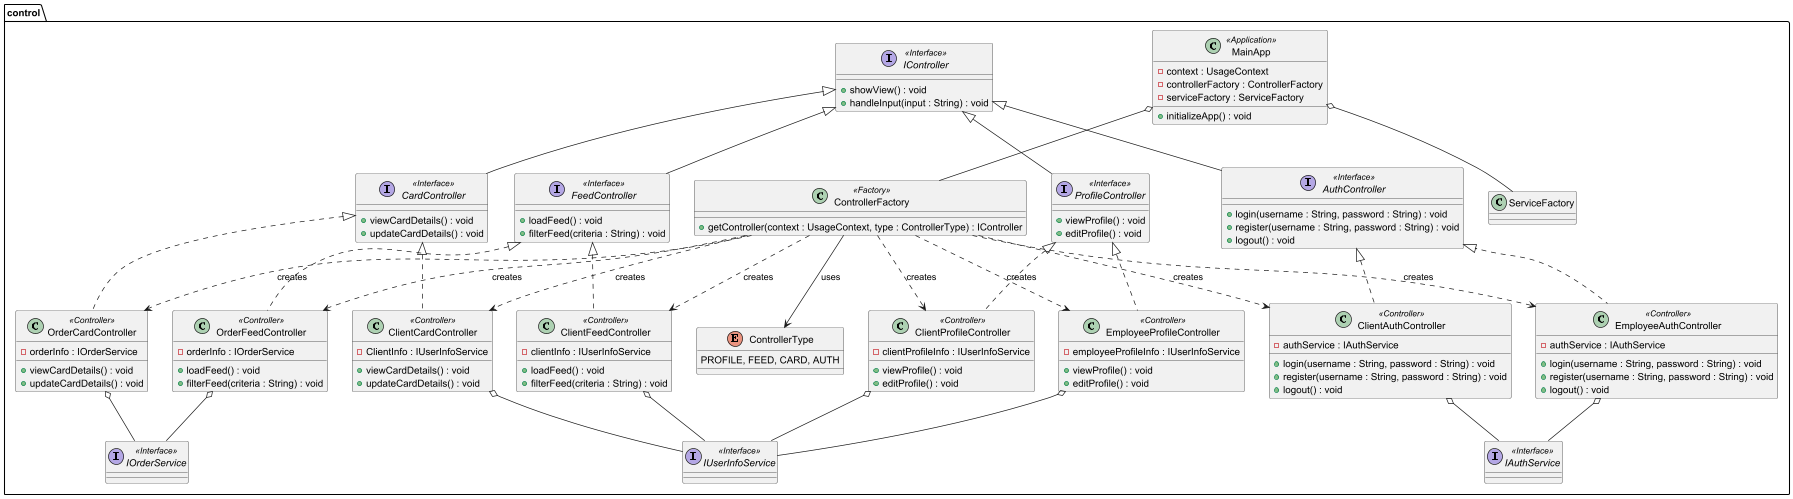 control
«Interface»
IController
showView() : void
handleInput(input : String) : void
«Application»
MainApp
context : UsageContext
controllerFactory : ControllerFactory
serviceFactory : ServiceFactory
initializeApp() : void
«Interface»
CardController
viewCardDetails() : void
updateCardDetails() : void
«Interface»
FeedController
loadFeed() : void
filterFeed(criteria : String) : void
«Factory»
ControllerFactory
getController(context : UsageContext, type : ControllerType) : IController
«Interface»
ProfileController
viewProfile() : void
editProfile() : void
«Interface»
AuthController
login(username : String, password : String) : void
register(username : String, password : String) : void
logout() : void
ServiceFactory
creates
creates
creates
creates
uses
creates
creates
creates
creates
«Controller»
OrderCardController
orderInfo : IOrderService
viewCardDetails() : void
updateCardDetails() : void
«Controller»
OrderFeedController
orderInfo : IOrderService
loadFeed() : void
filterFeed(criteria : String) : void
«Controller»
ClientCardController
ClientInfo : IUserInfoService
viewCardDetails() : void
updateCardDetails() : void
«Controller»
ClientFeedController
clientInfo : IUserInfoService
loadFeed() : void
filterFeed(criteria : String) : void
ControllerType
PROFILE, FEED, CARD, AUTH
«Controller»
ClientProfileController
clientProfileInfo : IUserInfoService
viewProfile() : void
editProfile() : void
«Controller»
EmployeeProfileController
employeeProfileInfo : IUserInfoService
viewProfile() : void
editProfile() : void
«Controller»
ClientAuthController
authService : IAuthService
login(username : String, password : String) : void
register(username : String, password : String) : void
logout() : void
«Controller»
EmployeeAuthController
authService : IAuthService
login(username : String, password : String) : void
register(username : String, password : String) : void
logout() : void
«Interface»
IOrderService
«Interface»
IUserInfoService
«Interface»
IAuthService